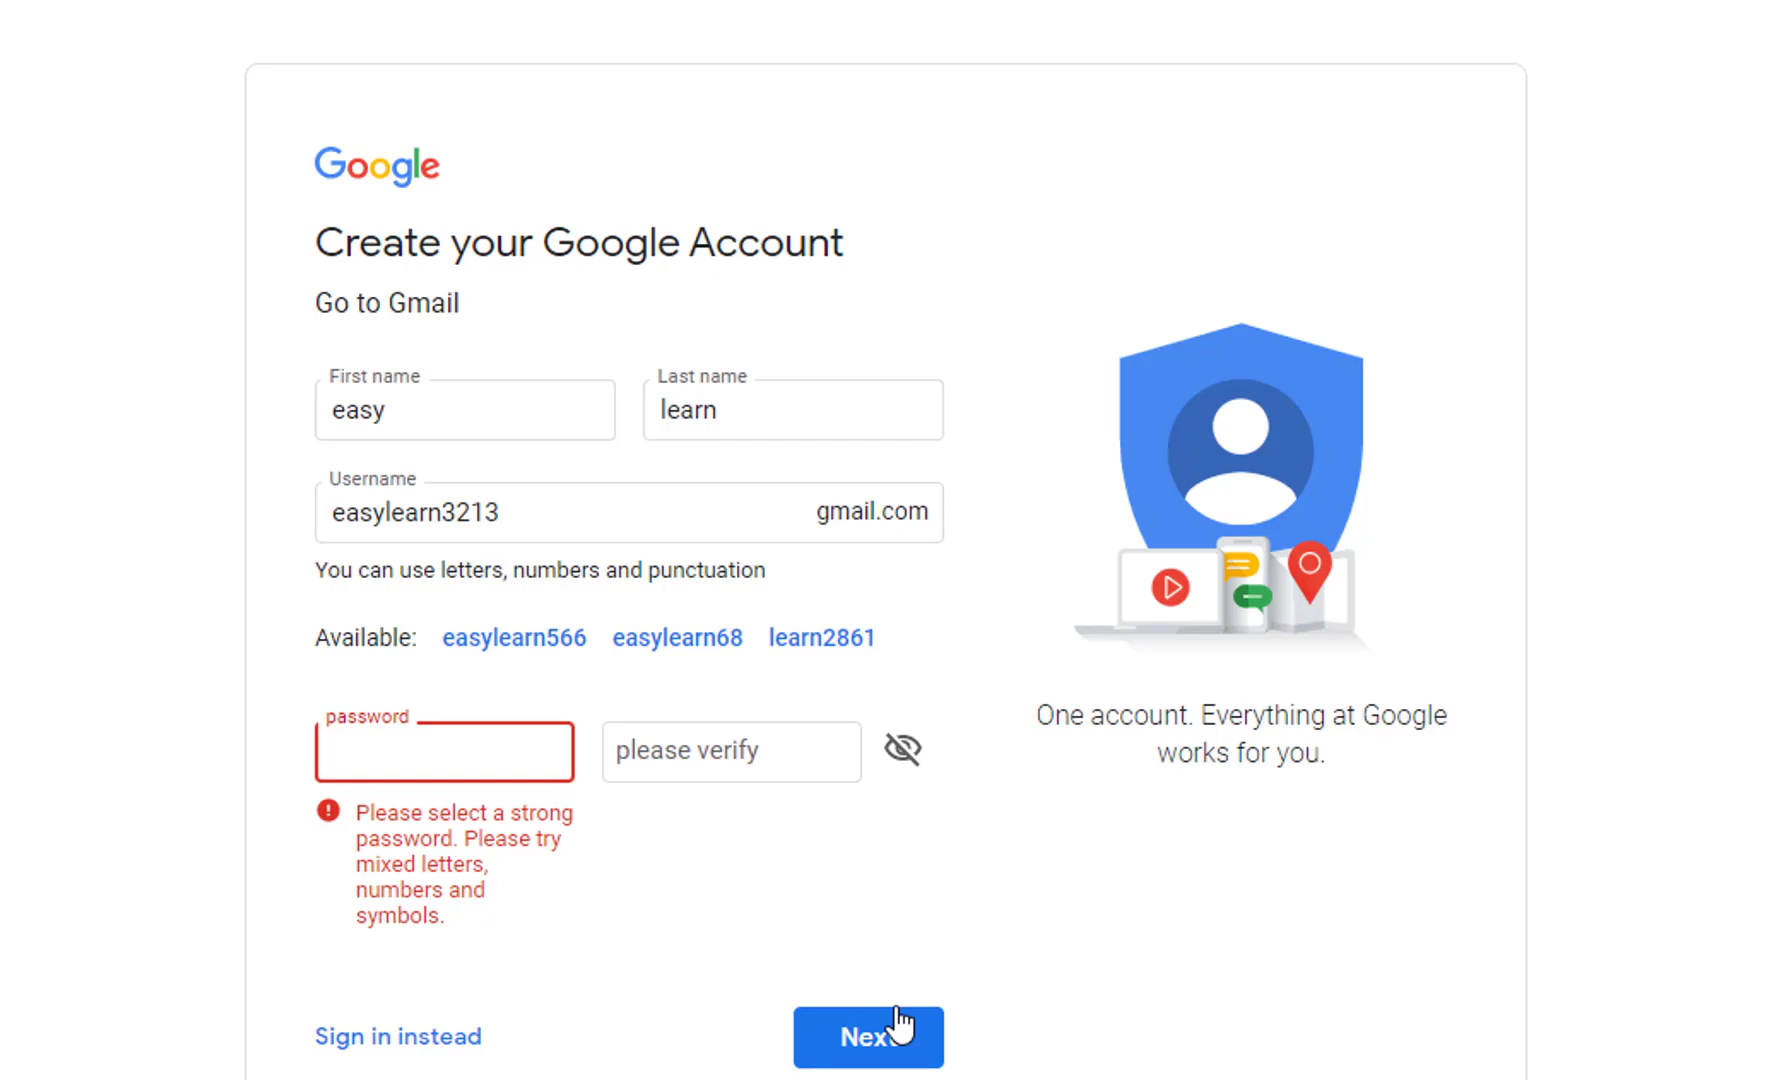 Google
Create your Google Account
Go to Gmail
First name
Last name
easy
learn
Username
easylearn3213
gmail.com
You can use letters, numbers and punctuation
Available: easylearn566 easylearn68 learn2861
password
please verify
Please select a strong
password. Please try
mixed letters,
numbers and
symbols.
One account. Everything at Google
works for you.
Sign in instead
Next